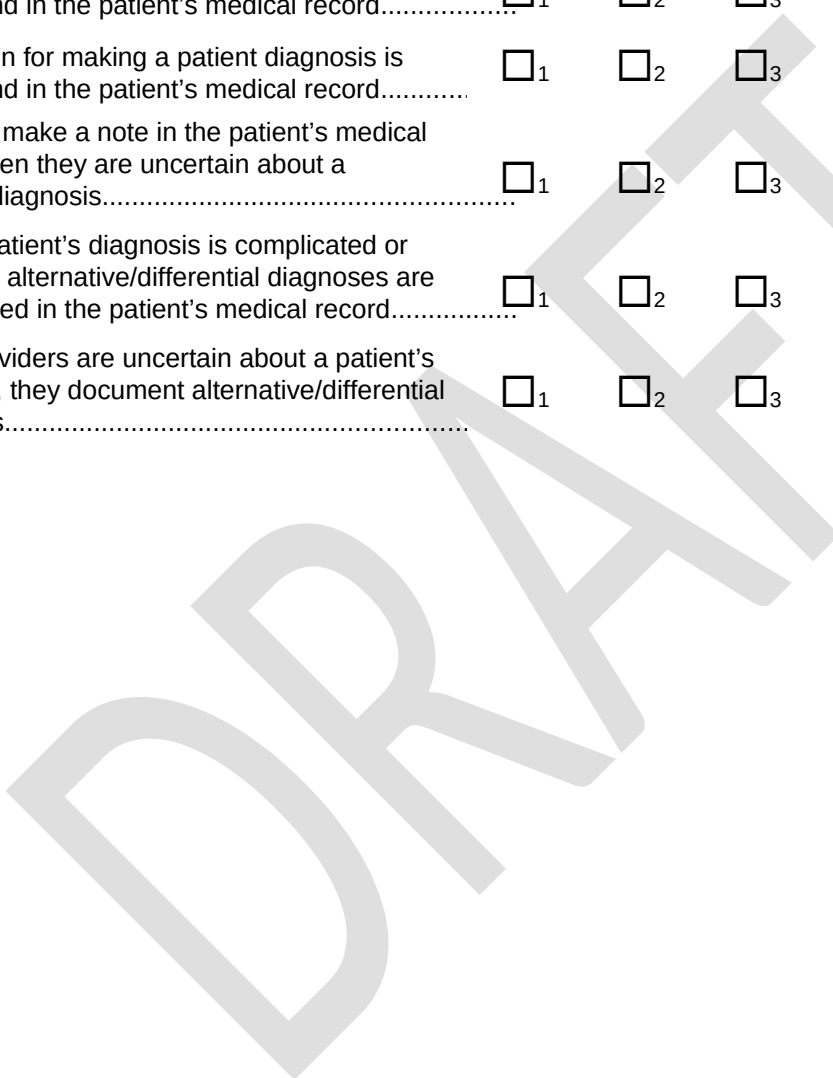 nd in the patient's medical record.................. ☐1 ☐2 ☐3
n for making a patient diagnosis is
nd in the patient's medical record............ ☐1 ☐2 ☐3
make a note in the patient's medical
en they are uncertain about a
diagnosis........................................................ ☐1 ☐2 ☐3
atient's diagnosis is complicated or
alternative/differential diagnoses are
ed in the patient's medical record................. ☐1 ☐2 ☐3
viders are uncertain about a patient's
they document alternative/differential ☐1 ☐2 ☐3
s..............................................................
DRAFT